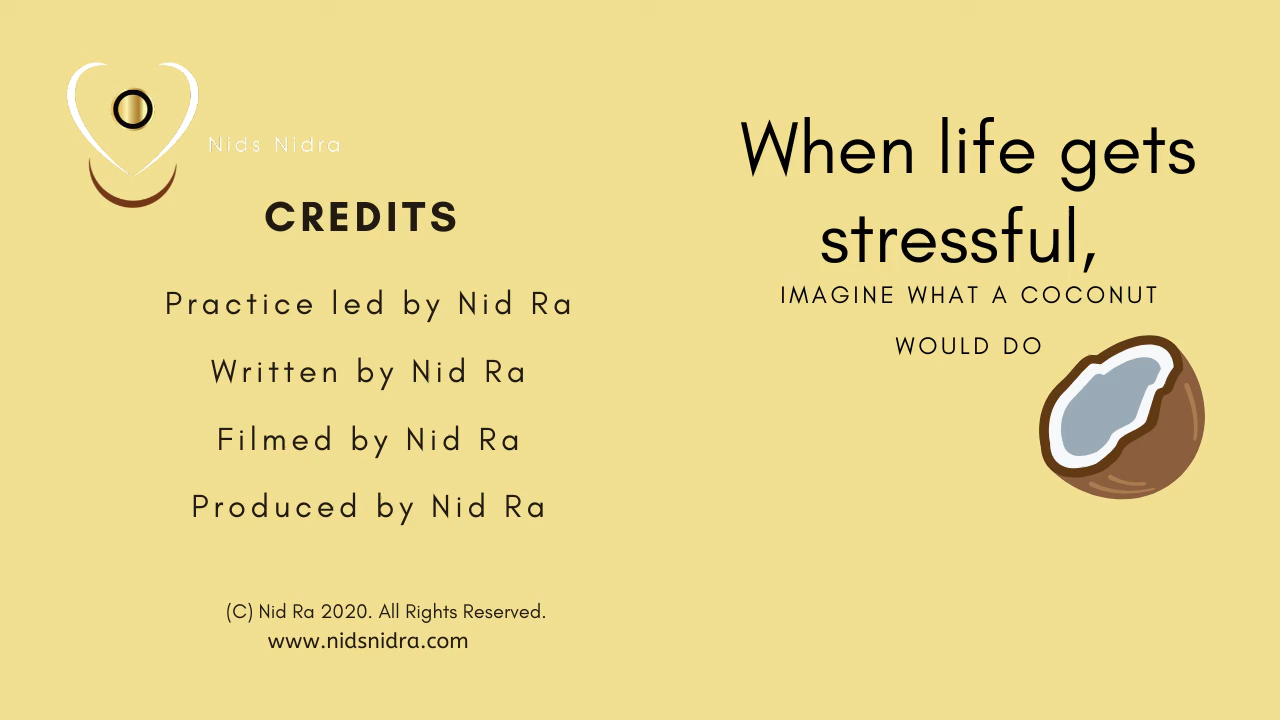 Nids Nidra
CREDITS
Practice led by Nid Ra
Written by Nid Ra
Filmed by Nid Ra
Produced by Nid Ra
(C) Nid Ra 2020. All Rights Reserved.
www.nidsnidra.com
When life gets
stressful,
IMAGINE WHAT A COCONUT
WOULD DO